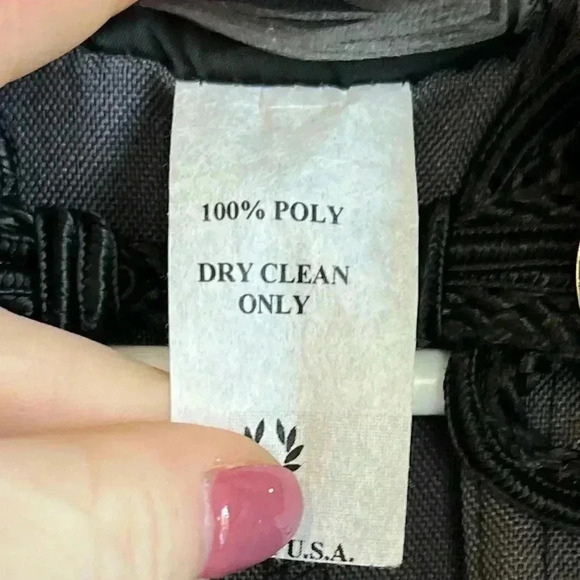 100% POLY
DRY CLEAN
ONLY
U.S.A.